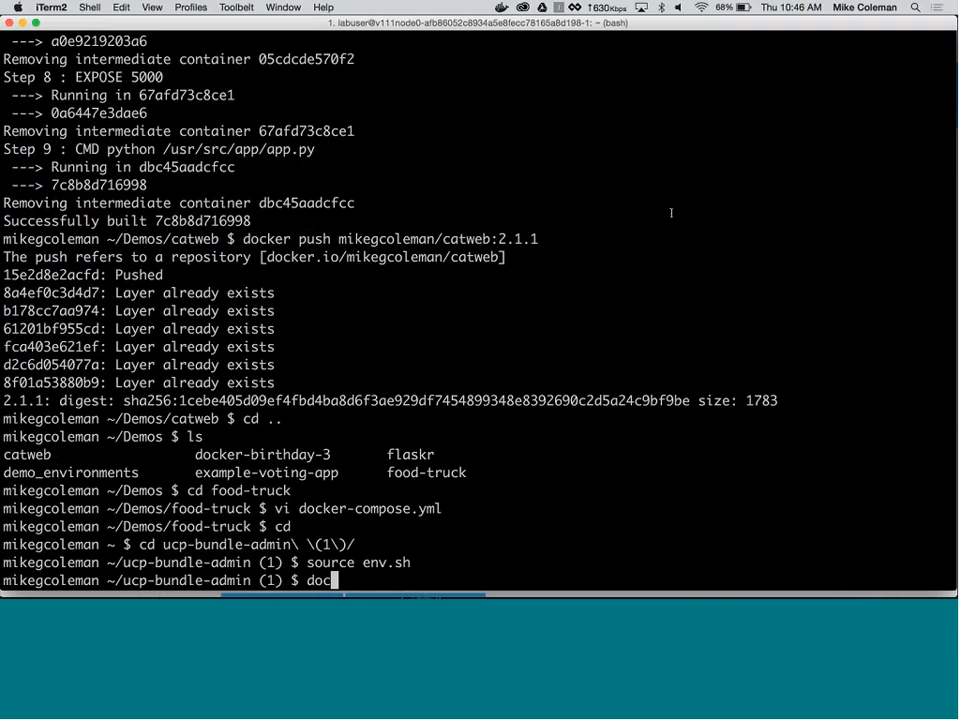 iTerm2 Shell Edit View Profiles Toolbelt Window Help ↑630Kbps 68% Thu 10:46 AM Mike Coleman
1. labuser@v111node0-afb86052c8934a5e8fecc78165a8d198-1: ~ (bash)
---> a0e9219203a6
Removing intermediate container 05cdcde570f2
Step 8 : EXPOSE 5000
---> Running in 67afd73c8ce1
---> 0a6447e3dae6
Removing intermediate container 67afd73c8ce1
Step 9 : CMD python /usr/src/app/app.py
---> Running in dbc45aadcfcc
---> 7c8b8d716998
Removing intermediate container dbc45aadcfcc
Successfully built 7c8b8d716998
mikegcoleman ~/Demos/catweb $ docker push mikegcoleman/catweb:2.1.1
The push refers to a repository [docker.io/mikegcoleman/catweb]
15e2d8e2acfd: Pushed
8a4ef0c3d4d7: Layer already exists
b178cc7aa974: Layer already exists
61201bf955cd: Layer already exists
fca403e621ef: Layer already exists
d2c6d054077a: Layer already exists
8f01a53880b9: Layer already exists
2.1.1: digest: sha256:1cebe405d09ef4fbd4ba8d6f3ae929df7454899348e8392690c2d5a24c9bf9be size: 1783
mikegcoleman ~/Demos/catweb $ cd ..
mikegcoleman ~/Demos $ ls
catweb docker-birthday-3 flaskr
demo_environments example-voting-app food-truck
mikegcoleman ~/Demos $ cd food-truck
mikegcoleman ~/Demos/food-truck $ vi docker-compose.yml
mikegcoleman ~/Demos/food-truck $ cd
mikegcoleman ~ $ cd ucp-bundle-admin\ \(1\)/
mikegcoleman ~/ucp-bundle-admin (1) $ source env.sh
mikegcoleman ~/ucp-bundle-admin (1) $ doc